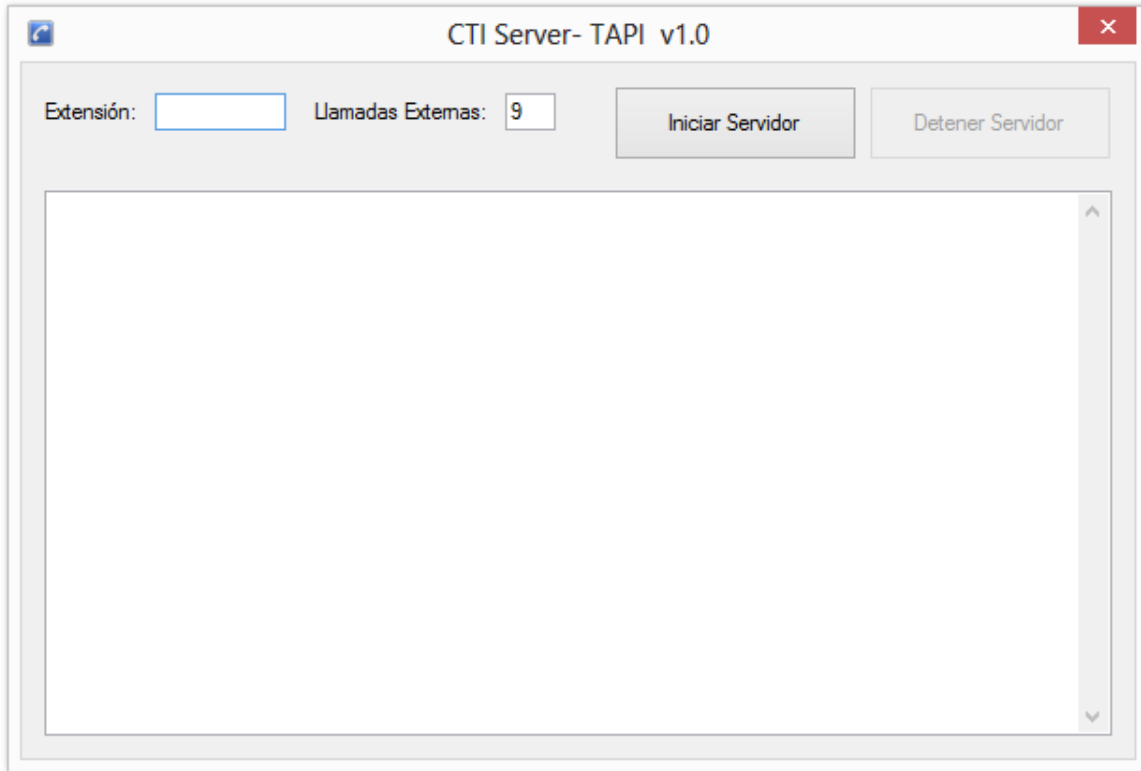 CTI Server- TAPI v1.0
Extensión: Llamadas Externas: 9 Iniciar Servidor Detener Servidor